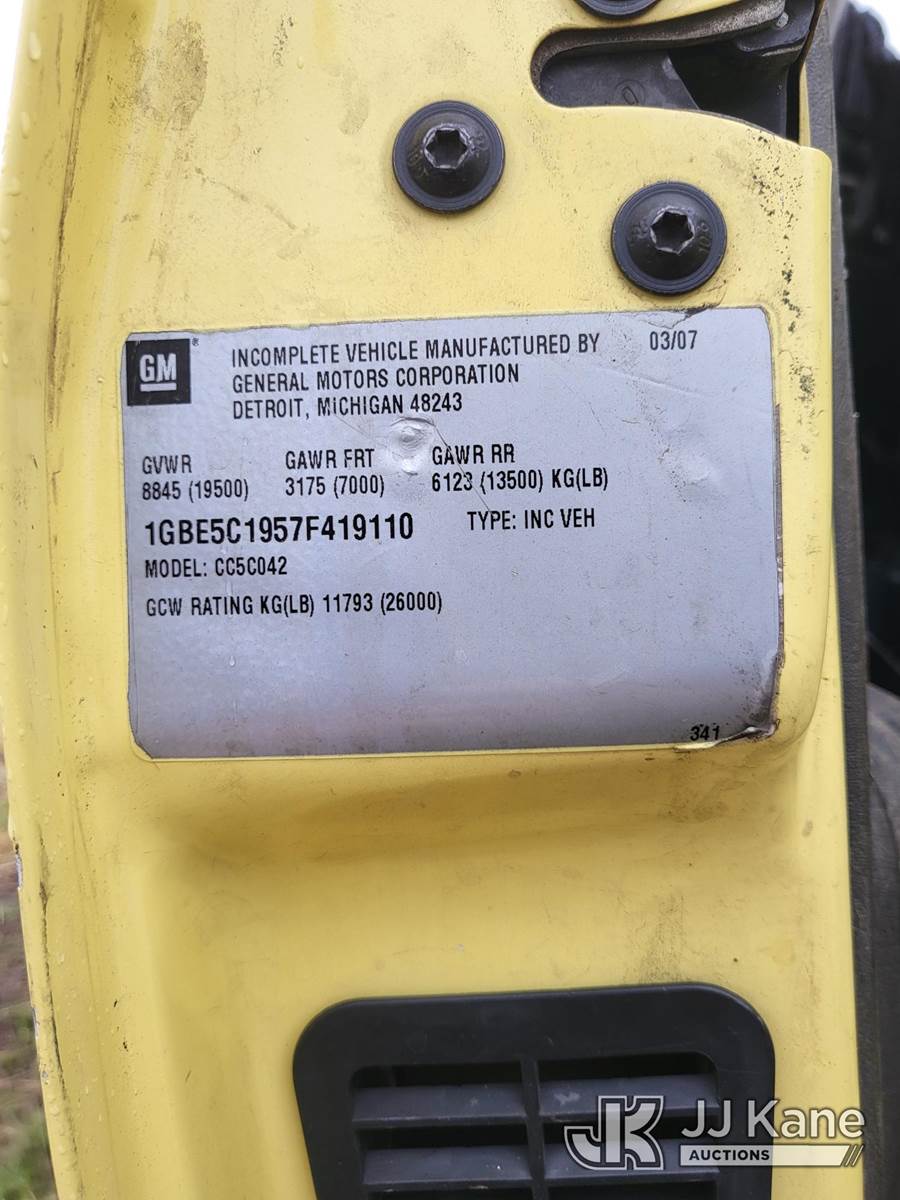 GM®
INCOMPLETE VEHICLE MANUFACTURED BY 03/07
GENERAL MOTORS CORPORATION
DETROIT, MICHIGAN 48243
GVWR GAWR FRT GAWR RR
8845 (19500) 3175 (7000) 6123 (13500) KG(LB)
1GBE5C1957F419110 TYPE: INC VEH
MODEL: CC5C042
GCW RATING KG(LB) 11793 (26000)
341
JK JJ Kane
AUCTIONS